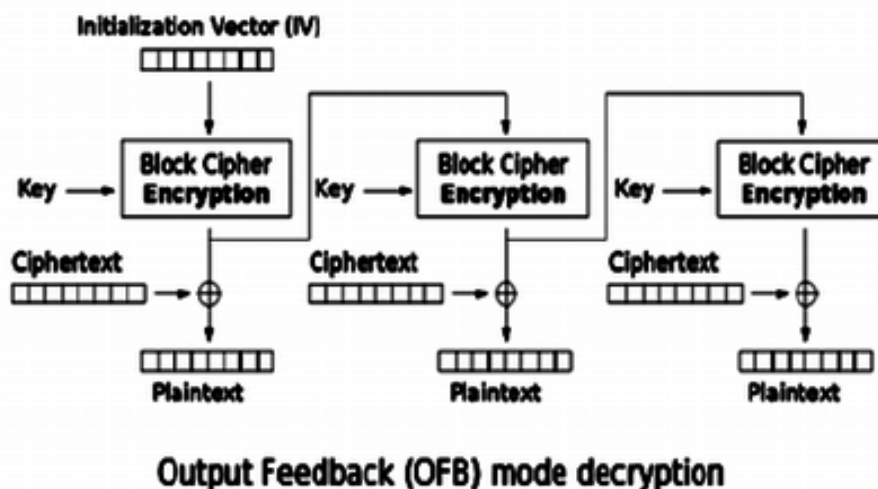 Initialization Vector (IV)
Key
Block Cipher
Encryption
Key
Block Cipher
Encryption
Key
Block Cipher
Encryption
Ciphertext
Ciphertext
Ciphertext
Plaintext
Plaintext
Plaintext
Output Feedback (OFB) mode decryption